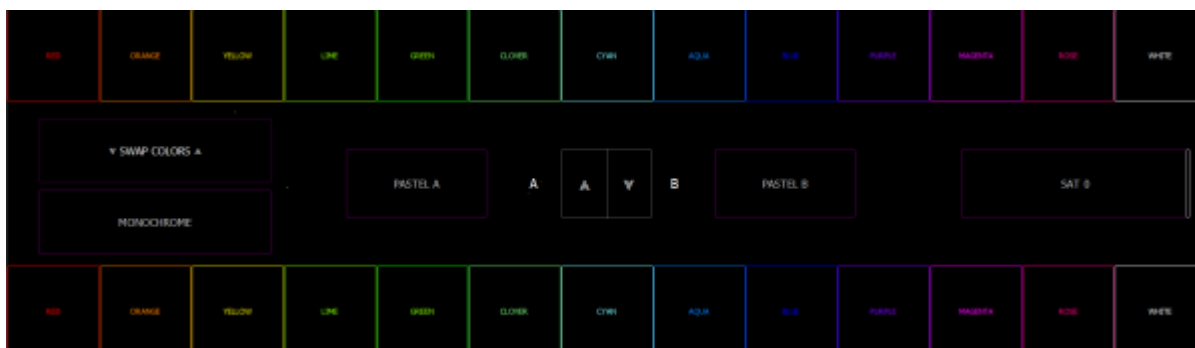 RED ORANGE YELLOW LIME GREEN CLOVER CYAN AQUA BLUE PURPLE MAGENTA ROSE WHITE
▼ SWAP COLORS ▲
PASTEL A A ▲ ▼ B PASTEL B SAT 0
MONOCHROME
RED ORANGE YELLOW LIME GREEN CLOVER CYAN AQUA BLUE PURPLE MAGENTA ROSE WHITE